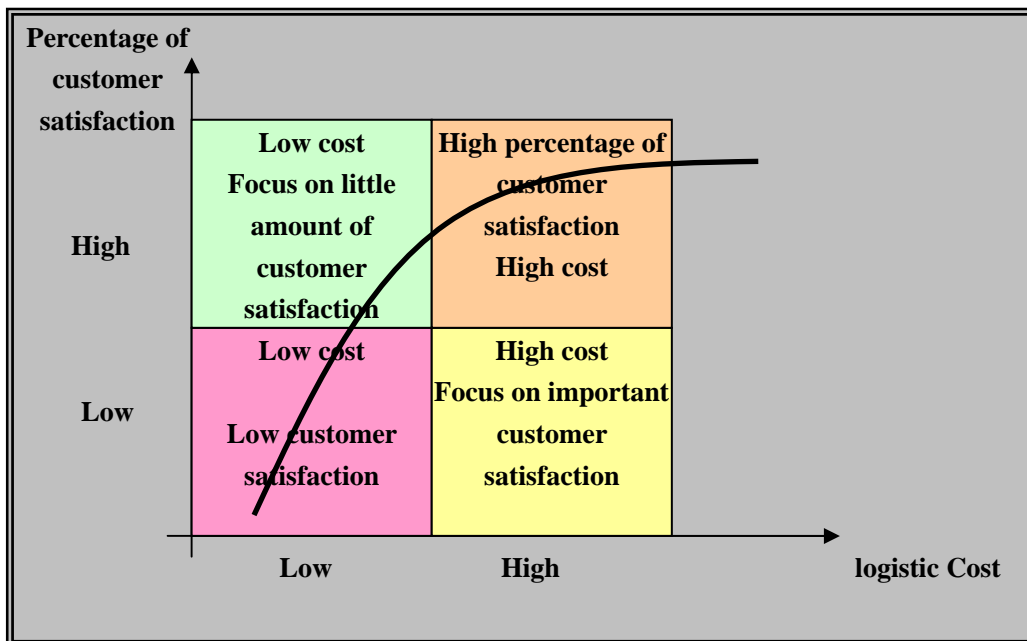 Percentage of
customer
satisfaction
Low cost
Focus on little
amount of
customer
satisfaction
High percentage of
customer
satisfaction
High cost
High
Low cost
Low customer
satisfaction
High cost
Focus on important
customer
satisfaction
Low
Low
High
logistic Cost